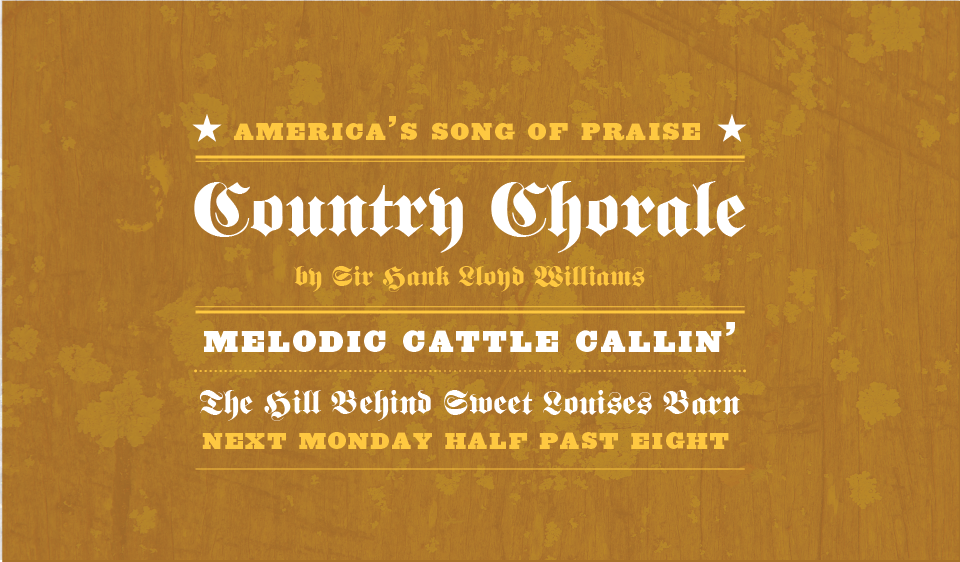 AMERICA’S SONG OF PRAISE
Country Chorale
by Sir Hank Lloyd Williams
MELODIC CATTLE CALLIN’
The Hill Behind Sweet Louises Barn
NEXT MONDAY HALF PAST EIGHT